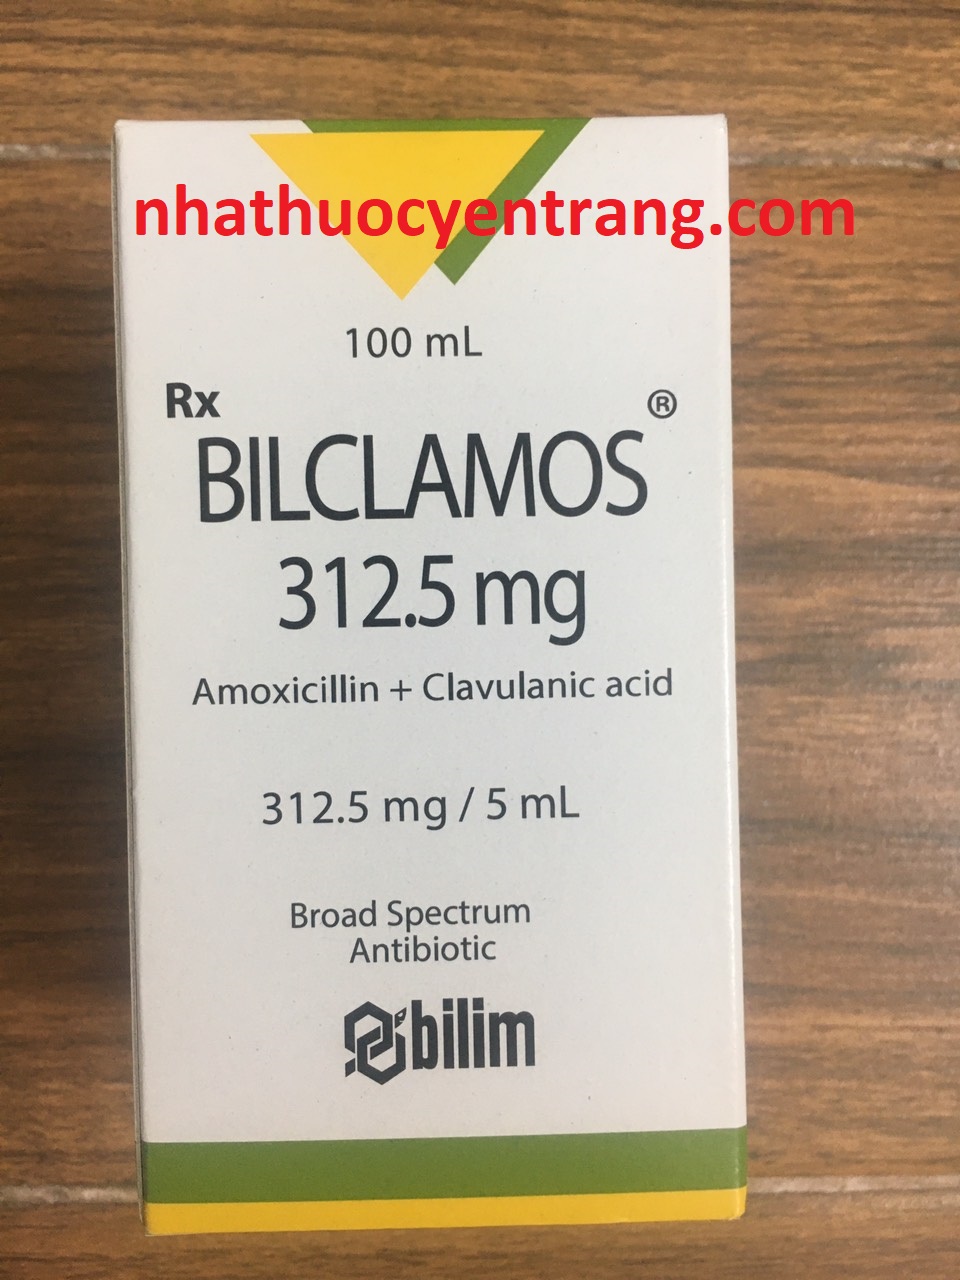 nhathuocyentrang.com
100 mL
Rx
®
BILCLAMOS
312.5 mg
Amoxicillin + Clavulanic acid
312.5 mg / 5 mL
Broad Spectrum
Antibiotic
bilim